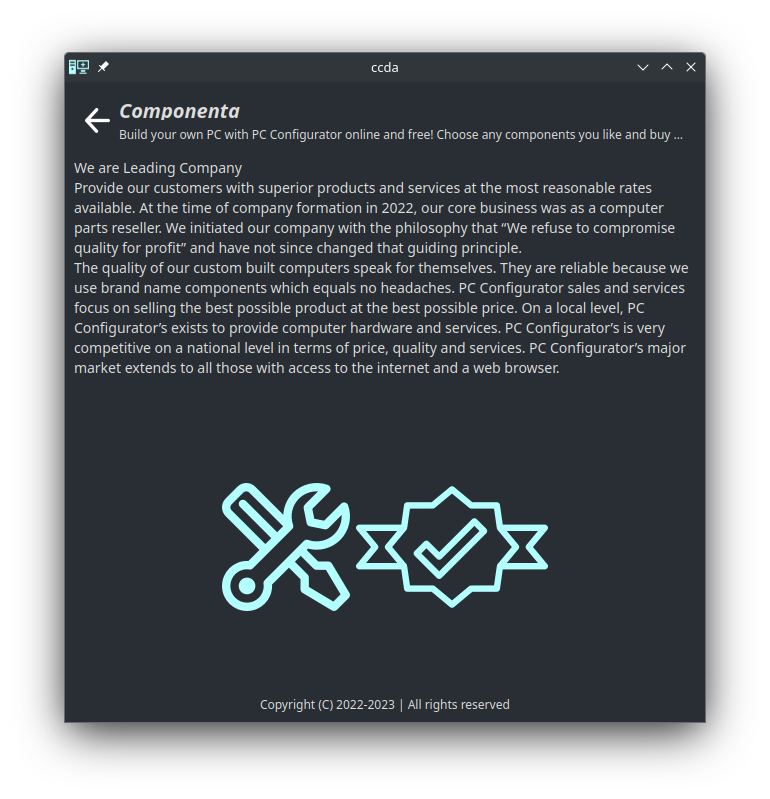 ccda
Componenta
Build your own PC with PC Configurator online and free! Choose any components you like and buy ...
We are Leading Company
Provide our customers with superior products and services at the most reasonable rates
available. At the time of company formation in 2022, our core business was as a computer
parts reseller. We initiated our company with the philosophy that “We refuse to compromise
quality for profit” and have not since changed that guiding principle.
The quality of our custom built computers speak for themselves. They are reliable because we
use brand name components which equals no headaches. PC Configurator sales and services
focus on selling the best possible product at the best possible price. On a local level, PC
Configurator’s exists to provide computer hardware and services. PC Configurator’s is very
competitive on a national level in terms of price, quality and services. PC Configurator’s major
market extends to all those with access to the internet and a web browser.
Copyright (C) 2022-2023 | All rights reserved